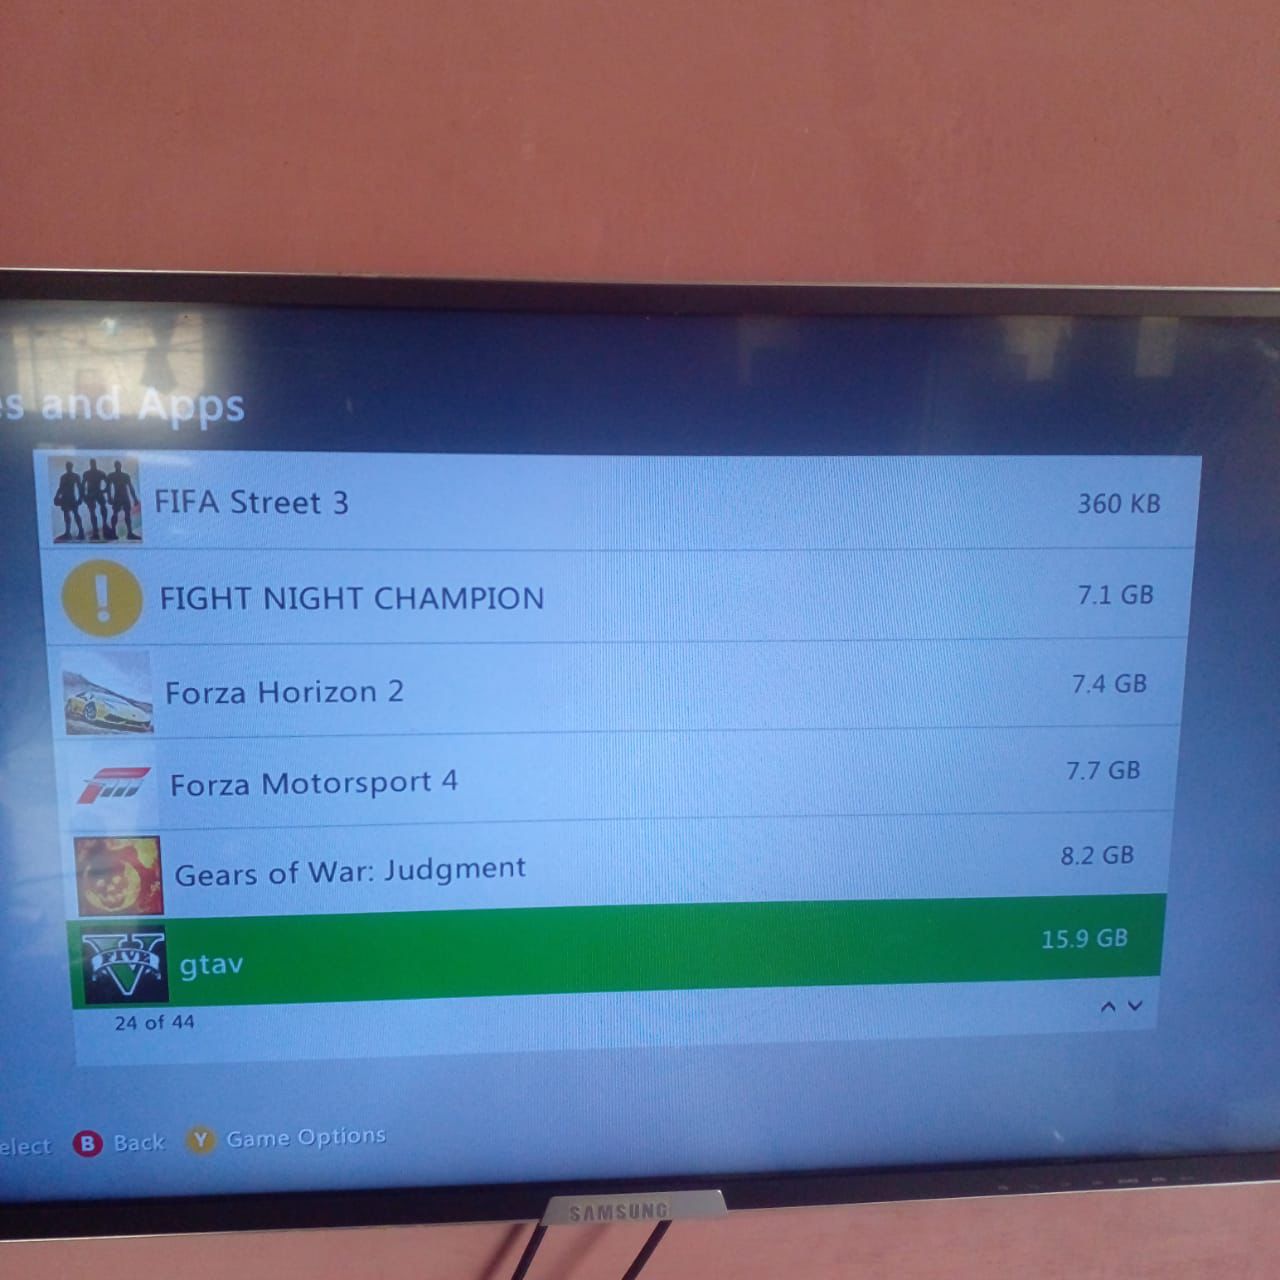 es and Apps
FIFA Street 3 360 KB
! FIGHT NIGHT CHAMPION 7.1 GB
Forza Horizon 2 7.4 GB
Forza Motorsport 4 7.7 GB
Gears of War: Judgment 8.2 GB
FIVE gtav 15.9 GB
24 of 44
elect B Back Y Game Options
SAMSUNG